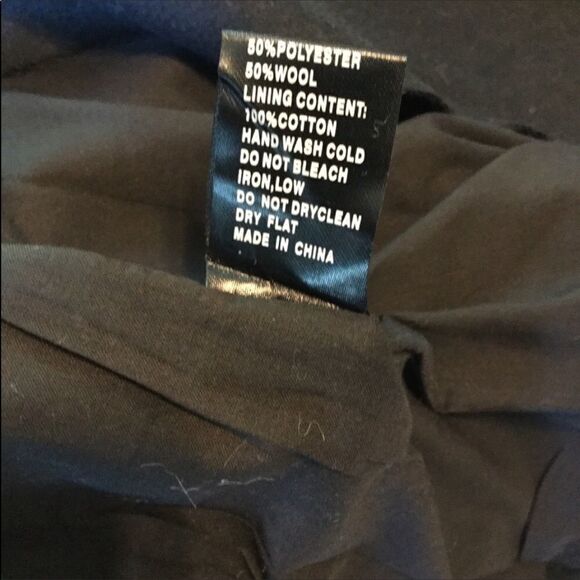 50%POLYESTER
50%WOOL
LINING CONTENT:
100%COTTON
HAND WASH COLD
DO NOT BLEACH
IRON,LOW
DO NOT DRYCLEAN
DRY FLAT
MADE IN CHINA